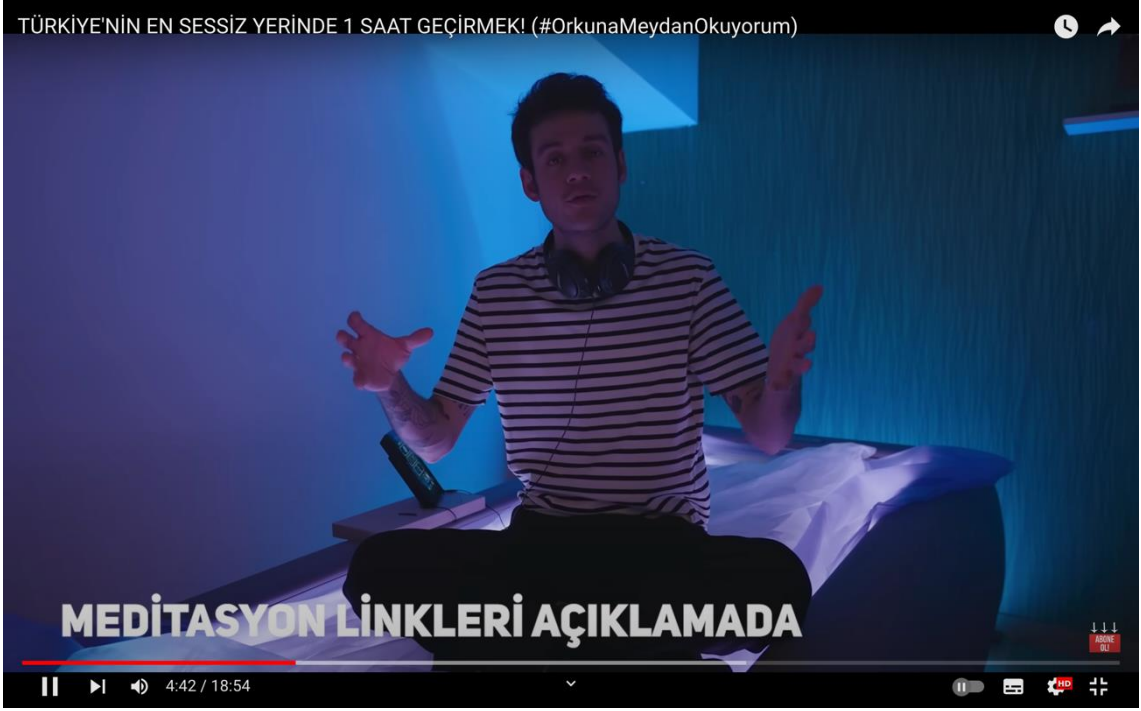 TÜRKİYE'NİN EN SESSİZ YERİNDE 1 SAAT GEÇİRMEK! (#OrkunaMeydanOkuyorum)
MEDİTASYON LİNKLERİ AÇIKLAMADA
ABONE
OL!
4:42 / 18:54
HD